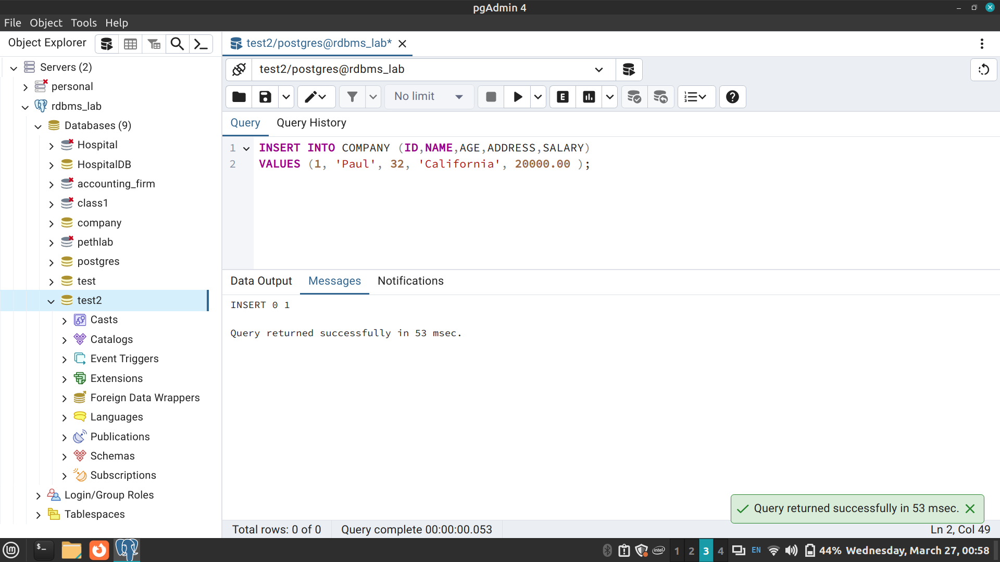 pgAdmin 4
File Object Tools Help
Object Explorer
Servers (2)
personal
rdbms_lab
Databases (9)
Hospital
HospitalDB
accounting_firm
class1
company
pethlab
postgres
test
test2
Casts
Catalogs
Event Triggers
Extensions
Foreign Data Wrappers
Languages
Publications
Schemas
Subscriptions
Login/Group Roles
Tablespaces
test2/postgres@rdbms_lab*
test2/postgres@rdbms_lab
No limit
E
Query Query History
1 INSERT INTO COMPANY (ID,NAME,AGE,ADDRESS,SALARY)
2 VALUES (1, 'Paul', 32, 'California', 20000.00 );
Data Output Messages Notifications
INSERT 0 1
Query returned successfully in 53 msec.
Query returned successfully in 53 msec.
Total rows: 0 of 0 Query complete 00:00:00.053 Ln 2, Col 49
intel 1 2 3 4 EN 44% Wednesday, March 27, 00:58